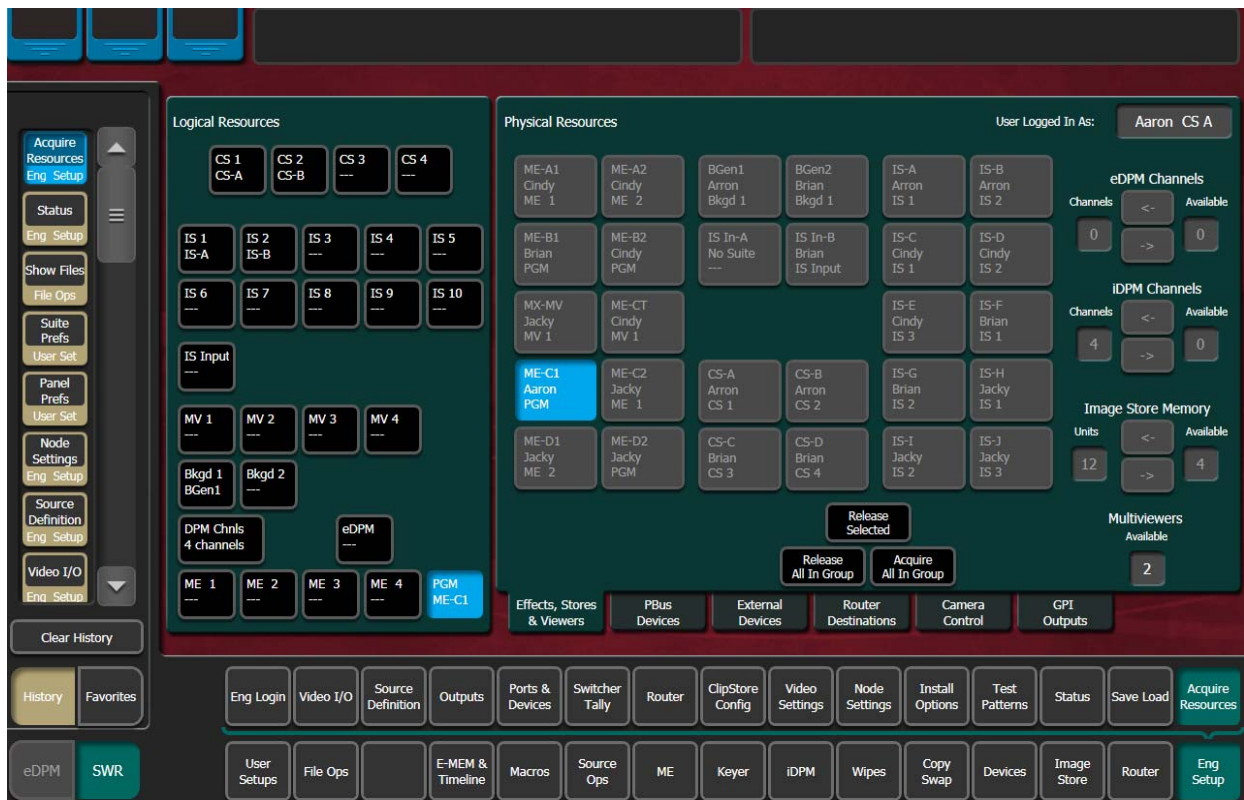 Acquire
Resources
Eng Setup
Status
Eng Setup
Show Files
File Ops
Suite
Prefs
User Set
Panel
Prefs
User Set
Node
Settings
Eng Setup
Source
Definition
Eng Setup
Video I/O
Eng Setup
Clear History
History
Favorites
eDPM
SWR
Logical Resources
CS 1
CS-A
CS 2
CS-B
CS 3
---
CS 4
---
IS 1
IS-A
IS 2
IS-B
IS 3
---
IS 4
---
IS 5
---
IS 6
---
IS 7
---
IS 8
---
IS 9
---
IS 10
---
IS Input
---
MV 1
---
MV 2
---
MV 3
---
MV 4
---
Bkgd 1
BGen1
Bkgd 2
---
DPM Chnls
4 channels
eDPM
---
ME 1
---
ME 2
---
ME 3
---
ME 4
---
PGM
ME-C1
Physical Resources
User Logged In As:
Aaron CS A
ME-A1
Cindy
ME 1
ME-A2
Cindy
ME 2
BGen1
Arron
Bkgd 1
BGen2
Brian
Bkgd 1
IS-A
Arron
IS 1
IS-B
Arron
IS 2
ME-B1
Brian
PGM
ME-B2
Cindy
PGM
IS In-A
No Suite
---
IS In-B
Brian
IS Input
IS-C
Cindy
IS 1
IS-D
Cindy
IS 2
MX-MV
Jacky
MV 1
ME-CT
Cindy
MV 1
IS-E
Cindy
IS 3
IS-F
Brian
IS 1
ME-C1
Aaron
PGM
ME-C2
Jacky
ME 1
CS-A
Arron
CS 1
CS-B
Arron
CS 2
IS-G
Brian
IS 2
IS-H
Jacky
IS 1
ME-D1
Jacky
ME 2
ME-D2
Jacky
PGM
CS-C
Brian
CS 3
CS-D
Brian
CS 4
IS-I
Jacky
IS 2
IS-J
Jacky
IS 3
Release
Selected
Release
All In Group
Acquire
All In Group
eDPM Channels
Channels
<-
Available
0
->
0
iDPM Channels
Channels
<-
Available
4
->
0
Image Store Memory
Units
<-
Available
12
->
4
Multiviewers
Available
2
Effects, Stores
& Viewers
PBus
Devices
External
Devices
Router
Destinations
Camera
Control
GPI
Outputs
Eng Login
Video I/O
Source
Definition
Outputs
Ports &
Devices
Switcher
Tally
Router
ClipStore
Config
Video
Settings
Node
Settings
Install
Options
Test
Patterns
Status
Save Load
Acquire
Resources
User
Setups
File Ops
E-MEM &
Timeline
Macros
Source
Ops
ME
Keyer
iDPM
Wipes
Copy
Swap
Devices
Image
Store
Router
Eng
Setup